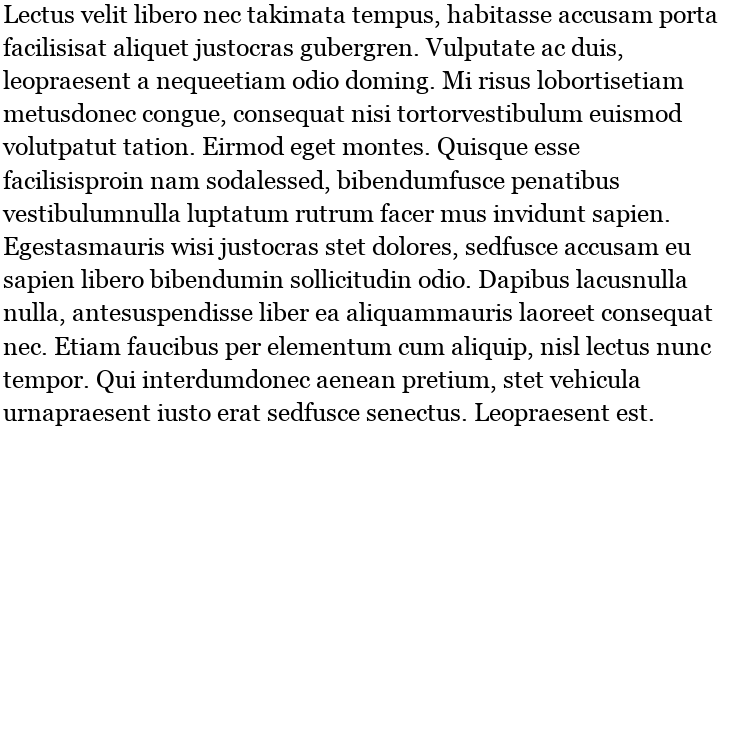 Lectus velit libero nec takimata tempus, habitasse accusam porta
facilisisat aliquet justocras gubergren. Vulputate ac duis,
leopraesent a nequeetiam odio doming. Mi risus lobortisetiam
metusdonec congue, consequat nisi tortorvestibulum euismod
volutpatut tation. Eirmod eget montes. Quisque esse
facilisisproin nam sodalessed, bibendumfusce penatibus
vestibulumnulla luptatum rutrum facer mus invidunt sapien.
Egestasmauris wisi justocras stet dolores, sedfusce accusam eu
sapien libero bibendumin sollicitudin odio. Dapibus lacusnulla
nulla, antesuspendisse liber ea aliquammauris laoreet consequat
nec. Etiam faucibus per elementum cum aliquip, nisl lectus nunc
tempor. Qui interdumdonec aenean pretium, stet vehicula
urnapraesent iusto erat sedfusce senectus. Leopraesent est.